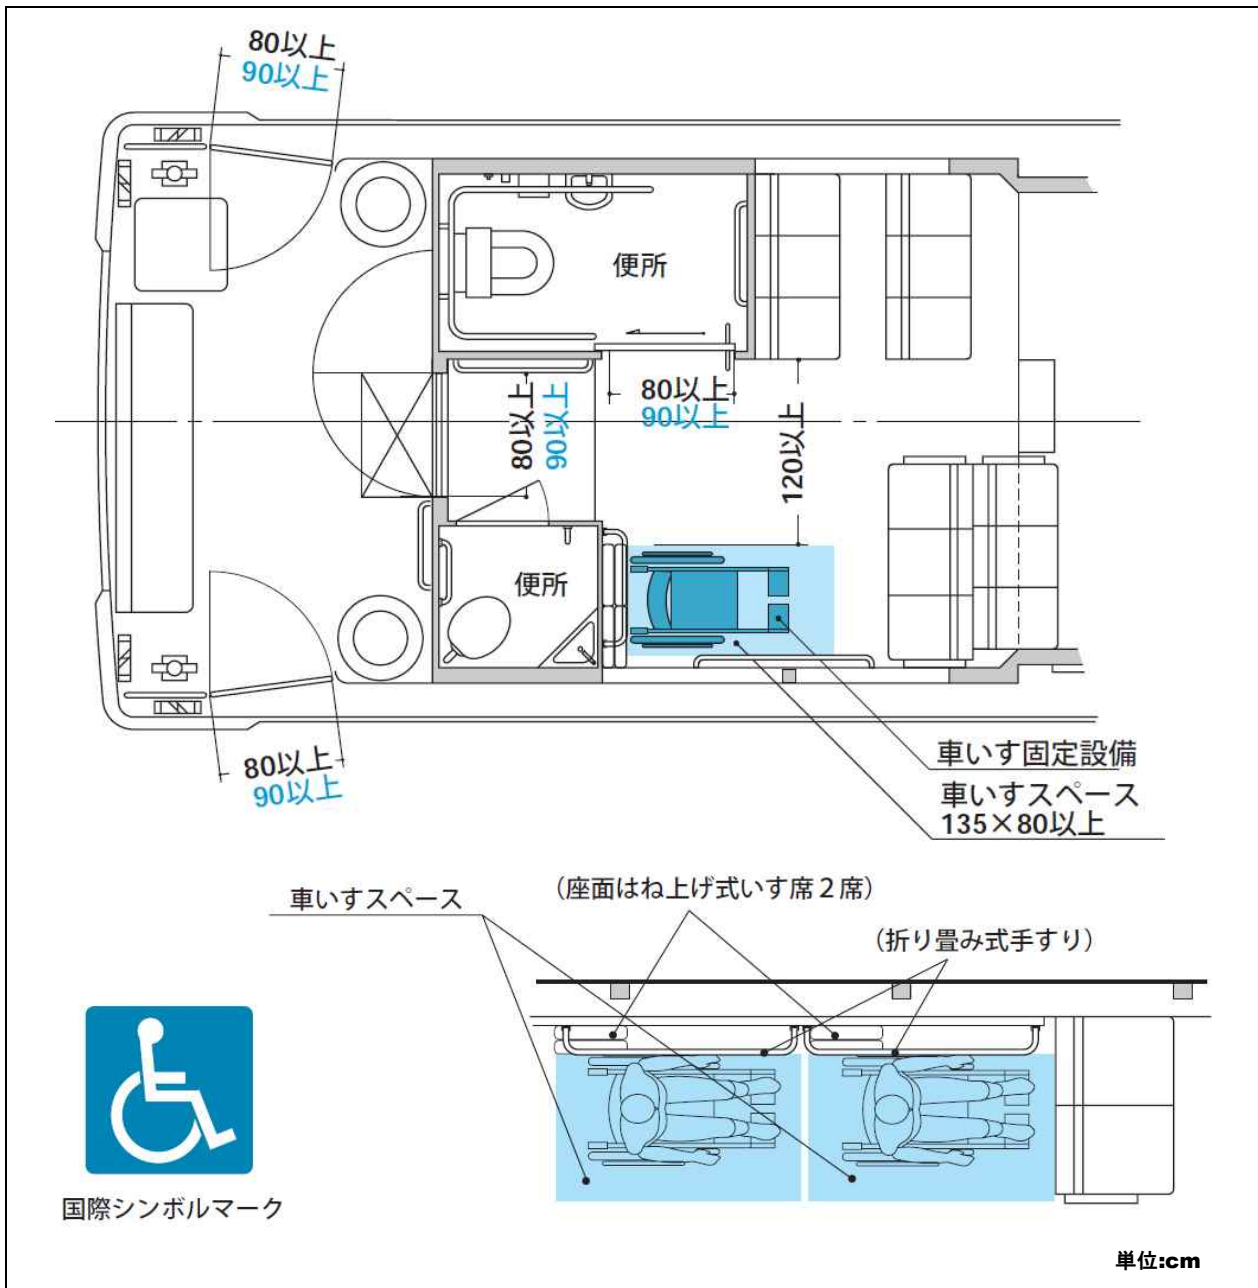 80以上
90以上
便所
80以上
90以上
80以上
90以上
120以上
便所
80以上
90以上
車いす固定設備
車いすスペース
135×80以上
車いすスペース
(座面はね上げ式いす席2席)
(折り畳み式手すり)
国際シンボルマーク
単位:cm